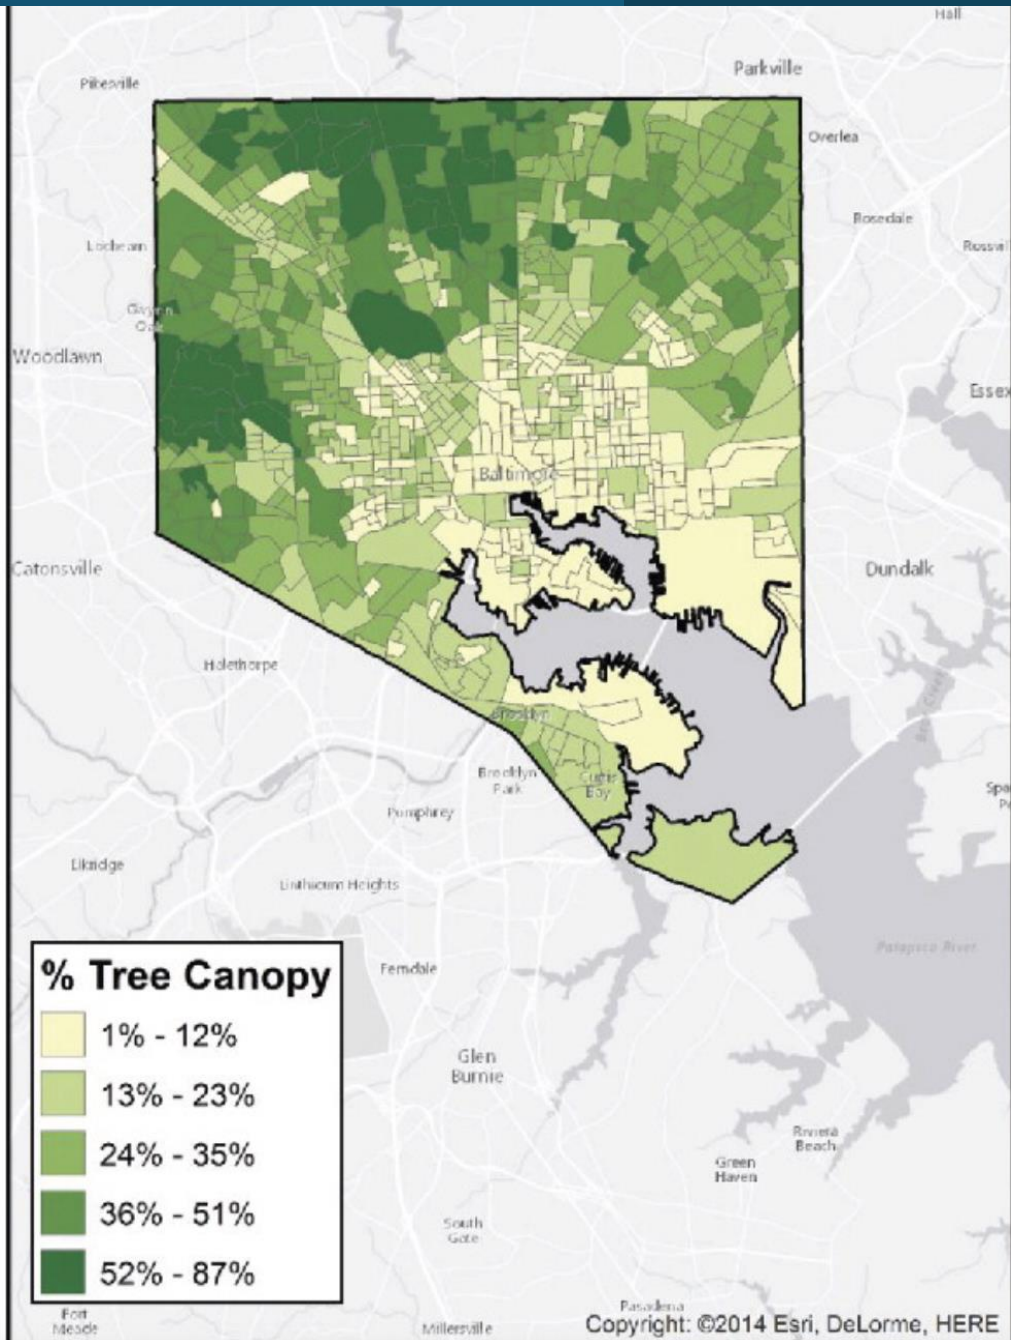 Hall
Parkville
Pikesville
Overlea
Rosedale
Lochearn
Woodlawn
Essex
Baltimore
Catonsville
Dundalk
Halethorpe
Brooklyn
Brooklyn
Park
Curtis
Bay
Pumphrey
Elkridge
Linthicum Heights
Patapsco River
Ferndale
% Tree Canopy
1% - 12%
13% - 23%
24% - 35%
36% - 51%
52% - 87%
Glen
Burnie
Riviera
Beach
Green
Haven
South
Gate
Pasadena
Fort
Meade
Millersville
Copyright: ©2014 Esri, DeLorme, HERE